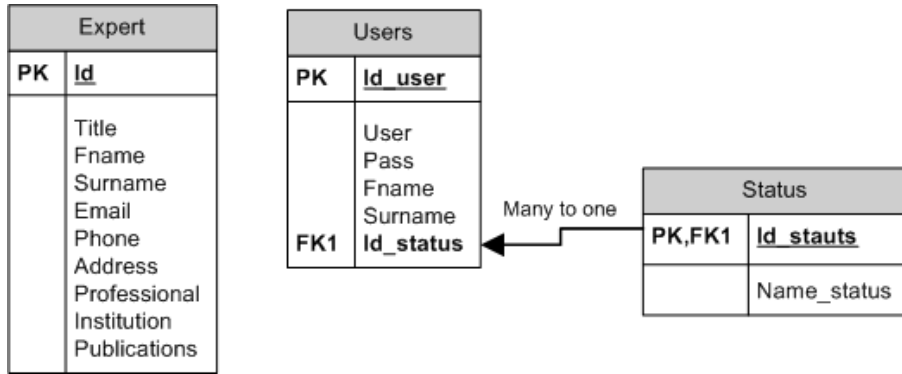 Expert
PK Id
Title
Fname
Surname
Email
Phone
Address
Professional
Institution
Publications
Users
PK Id_user
User
Pass
Fname
Surname
FK1 Id_status
Many to one
Status
PK,FK1 Id_stauts
Name_status